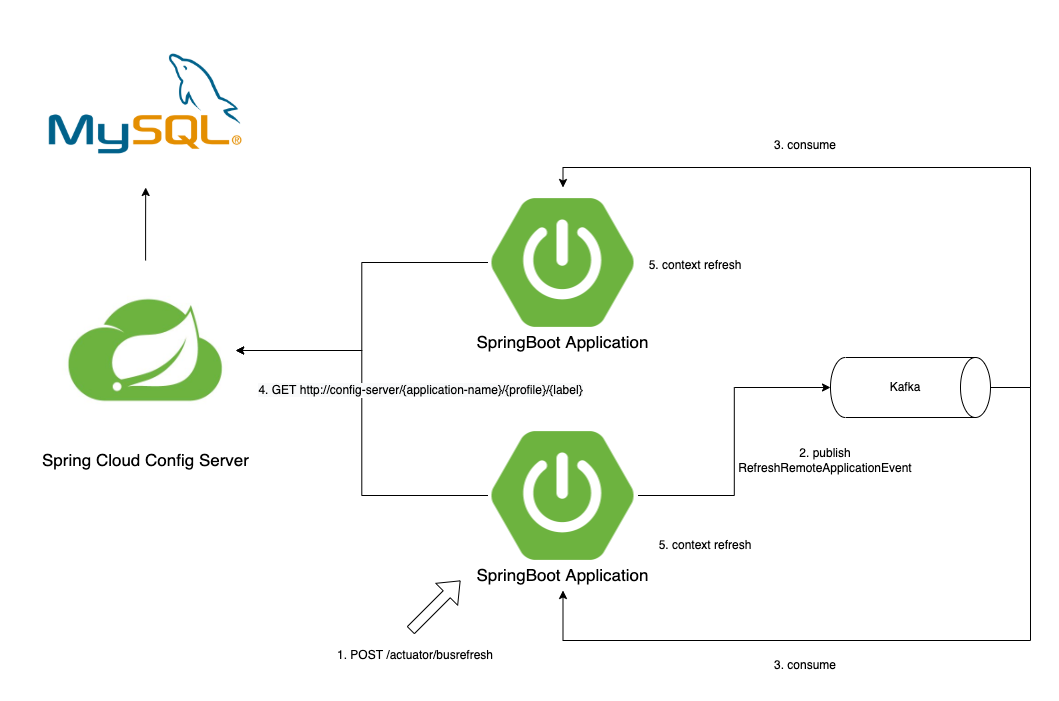 MySQL®
3. consume
5. context refresh
SpringBoot Application
4. GET http://config-server/{application-name}/{profile}/{label}
Kafka
Spring Cloud Config Server
2. publish
RefreshRemoteApplicationEvent
5. context refresh
SpringBoot Application
1. POST /actuator/busrefresh
3. consume